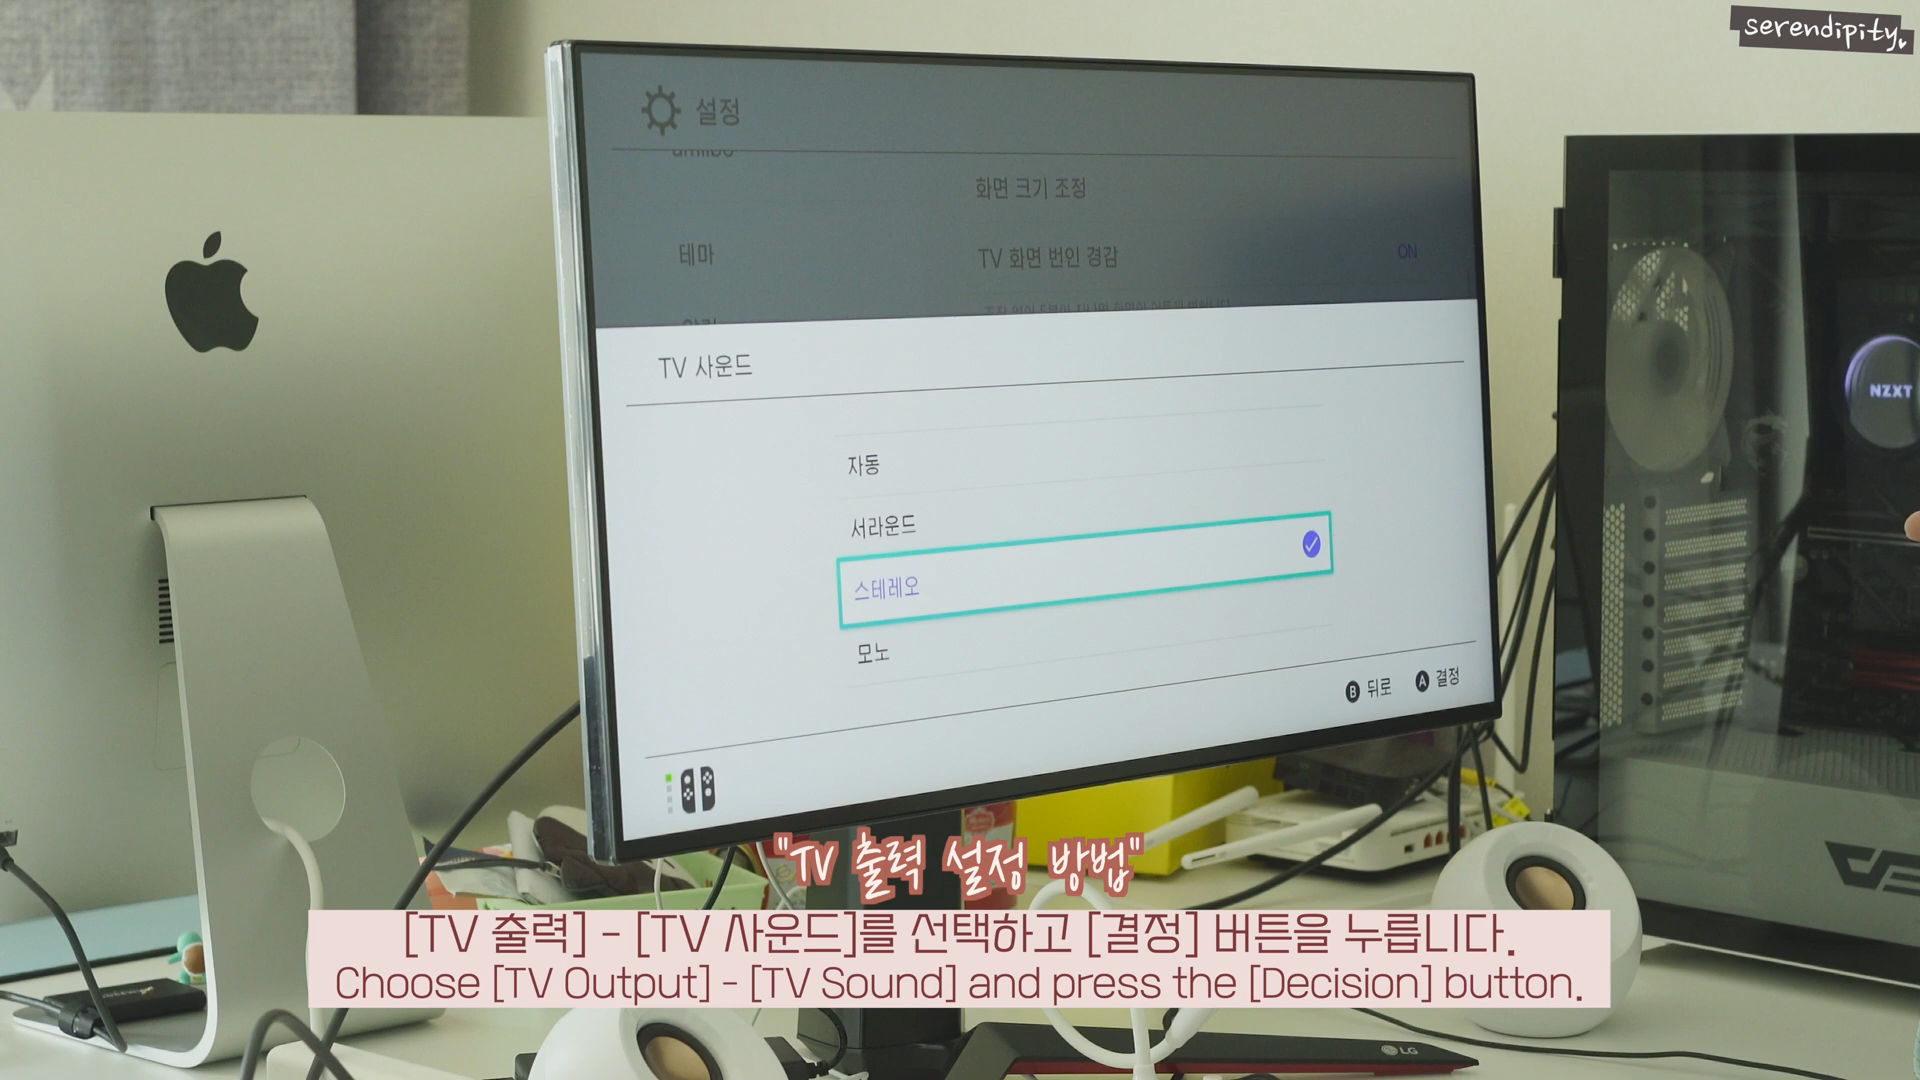 serendipity
설정
amiibo
화면 크기 조정
테마
TV 화면 번인 경감
ON
TV 사운드
자동
서라운드
스테레오
모노
B 뒤로
A 결정
NZXT
LG
"TV 출력 설정 방법"
[TV 출력] - [TV 사운드]를 선택하고 [결정] 버튼을 누릅니다.
Choose [TV Output] - [TV Sound] and press the [Decision] button.